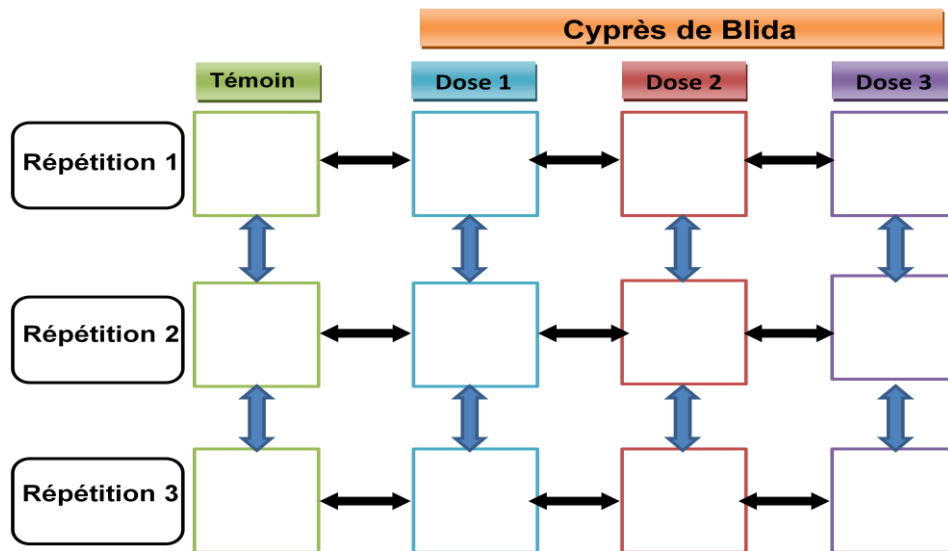 Cyprès de Blida
Témoin
Dose 1
Dose 2
Dose 3
Répétition 1
Répétition 2
Répétition 3